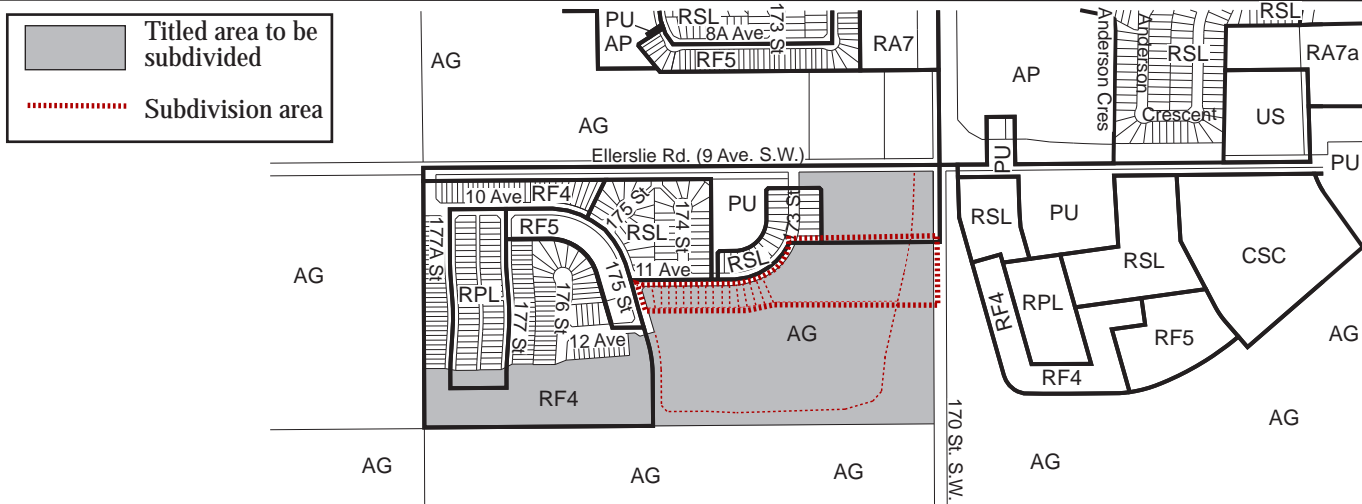 Titled area to be
subdivided
Subdivision area
PU
RSL
173 St
8A Ave
AP
RF5
RA7
AG
AG
Ellerslie Rd. (9 Ave. S.W.)
AP
Anderson Cres
Anderson
Crescent
RSL
RSL
RA7a
US
PU
PU
10 Ave
RF4
175 St
174 St
RSL
PU
73 St
RSL
11 Ave
RF5
175 St
177A St
RPL
177 St
176 St
12 Ave
AG
AG
RF4
RSL
PU
RSL
CSC
RF4
RPL
RF5
RF4
AG
170 St. S.W.
AG
AG
AG
AG
AG